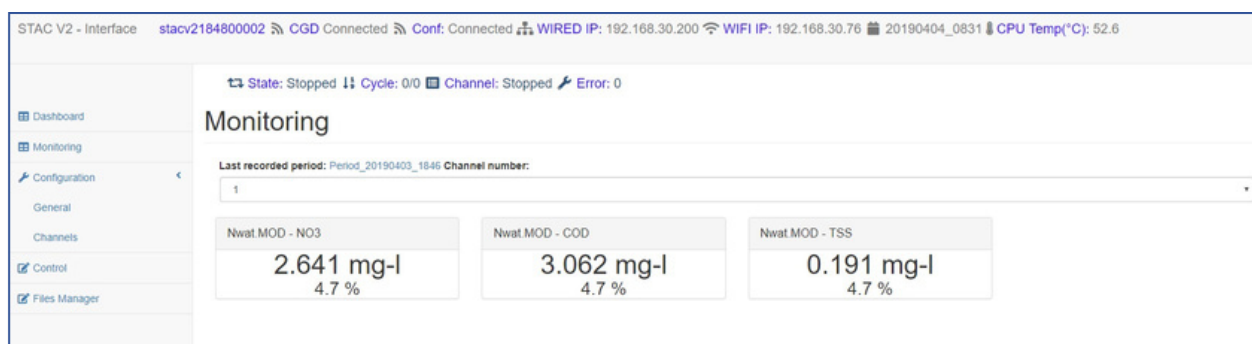 STAC V2 - Interface stacv2184800002 CGD Connected Conf: Connected WIRED IP: 192.168.30.200 WIFI IP: 192.168.30.76 20190404_0831 CPU Temp(°C): 52.6
State: Stopped Cycle: 0/0 Channel: Stopped Error: 0
Dashboard
Monitoring
Configuration
General
Channels
Control
Files Manager
Monitoring
Last recorded period: Period_20190403_1846 Channel number:
1
Nwat.MOD - NO3 Nwat.MOD - COD Nwat.MOD - TSS
2.641 mg-l 3.062 mg-l 0.191 mg-l
4.7 % 4.7 % 4.7 %